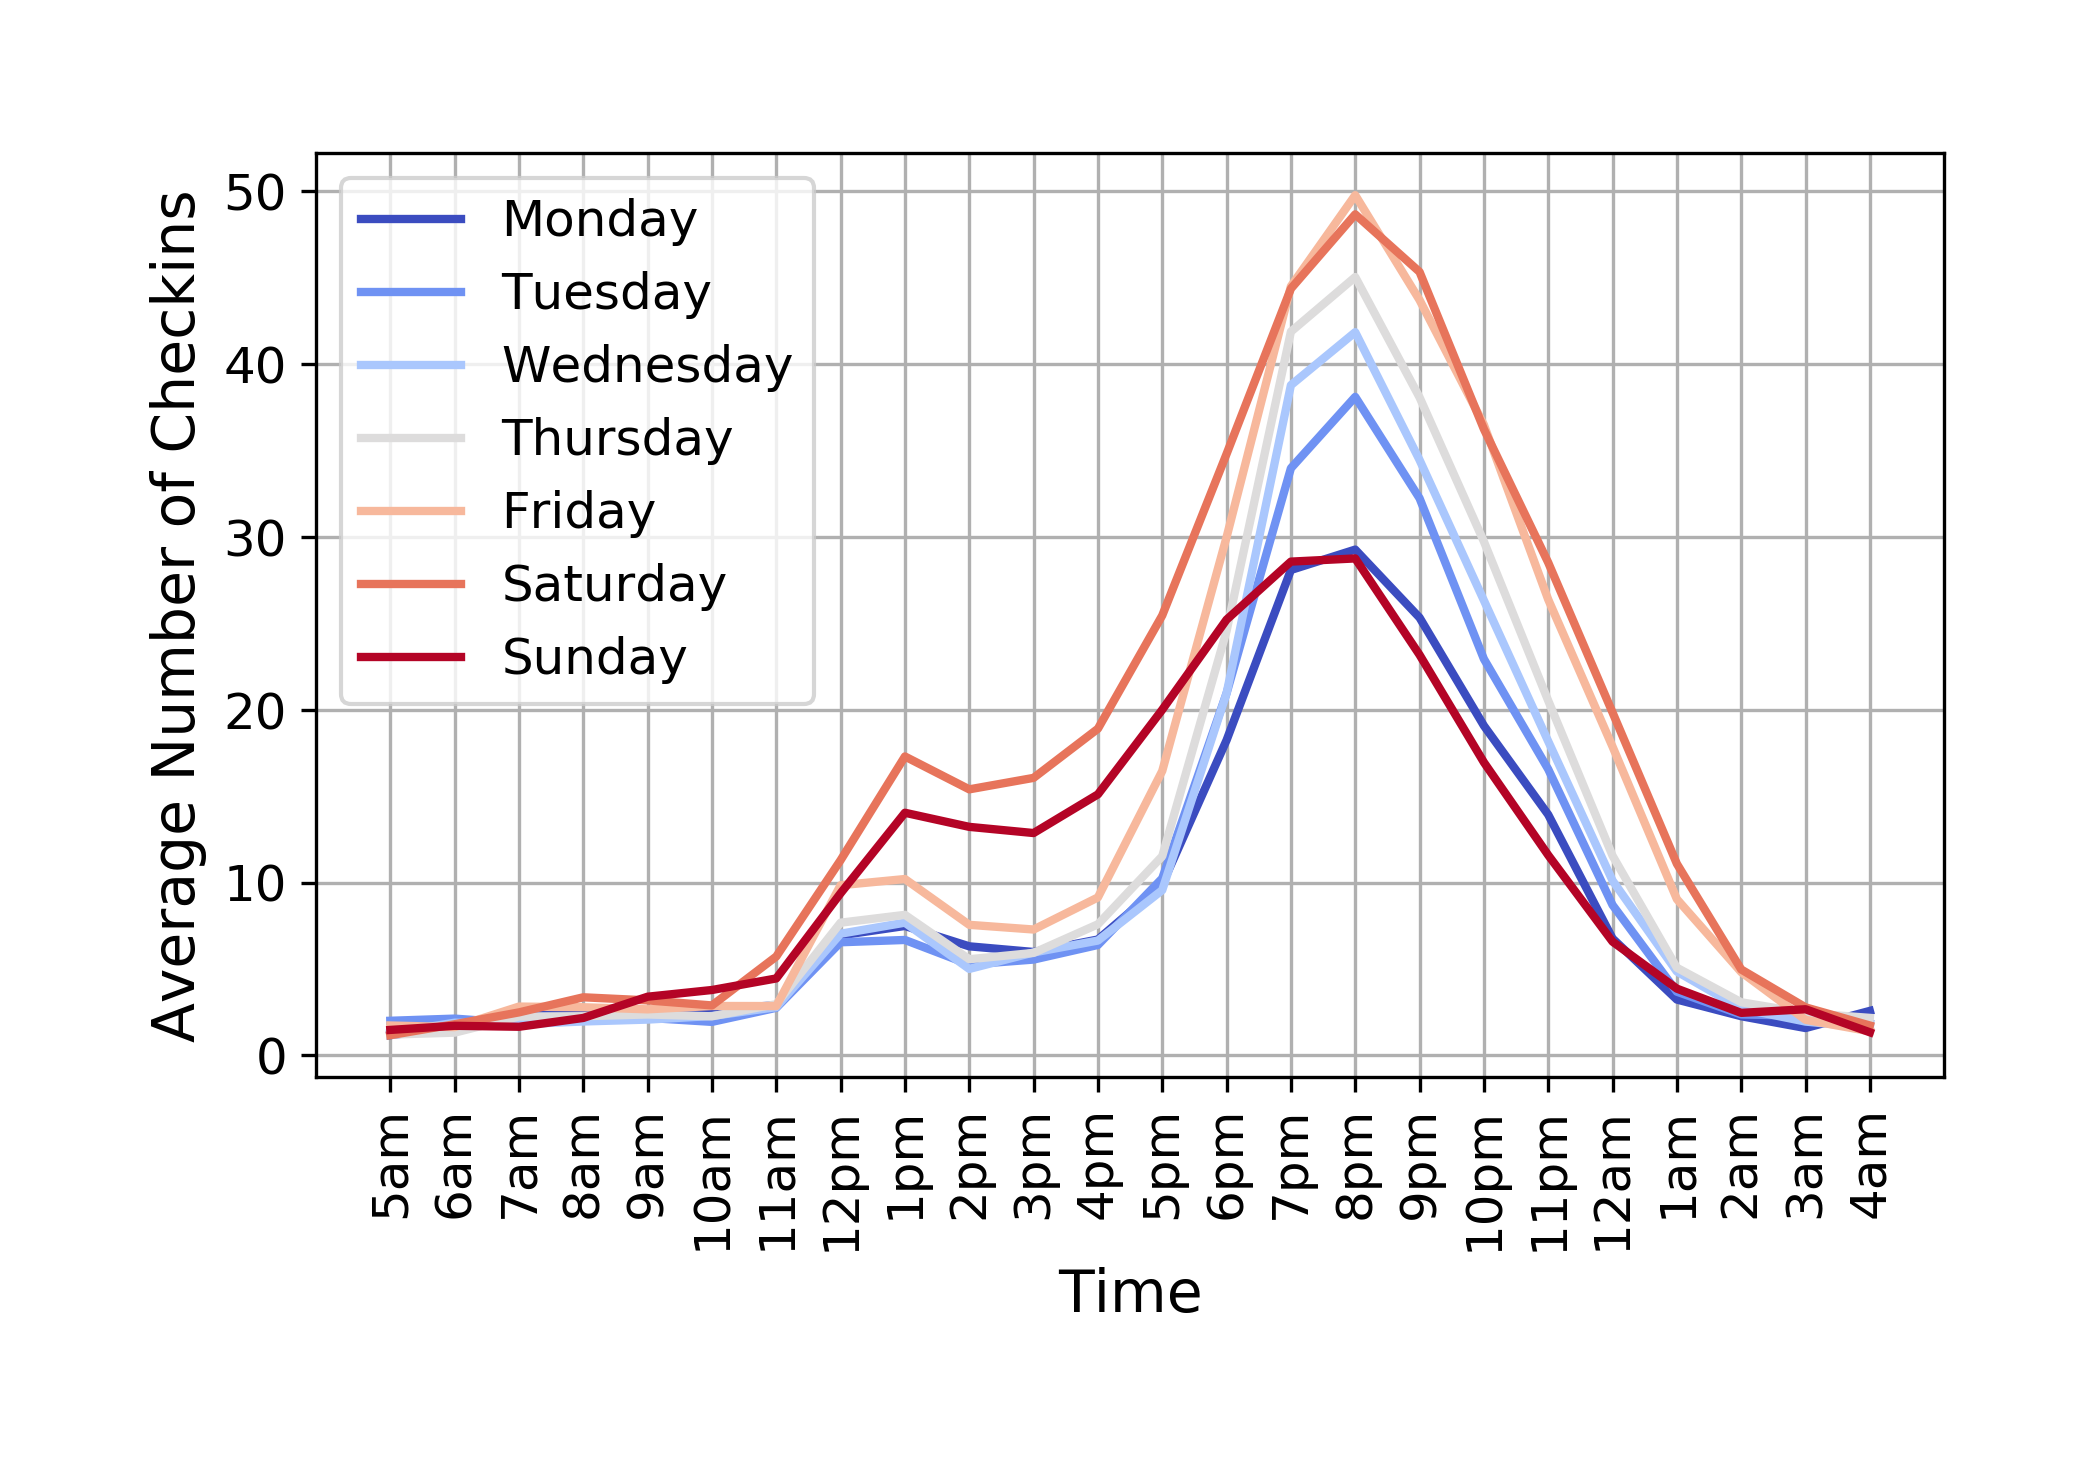 Average Number of Checkins
50
40
30
20
10
0
Monday
Tuesday
Wednesday
Thursday
Friday
Saturday
Sunday
5am
6am
7am
8am
9am
10am
11am
12pm
1pm
2pm
3pm
4pm
5pm
6pm
7pm
8pm
9pm
10pm
11pm
12am
1am
2am
3am
4am
Time